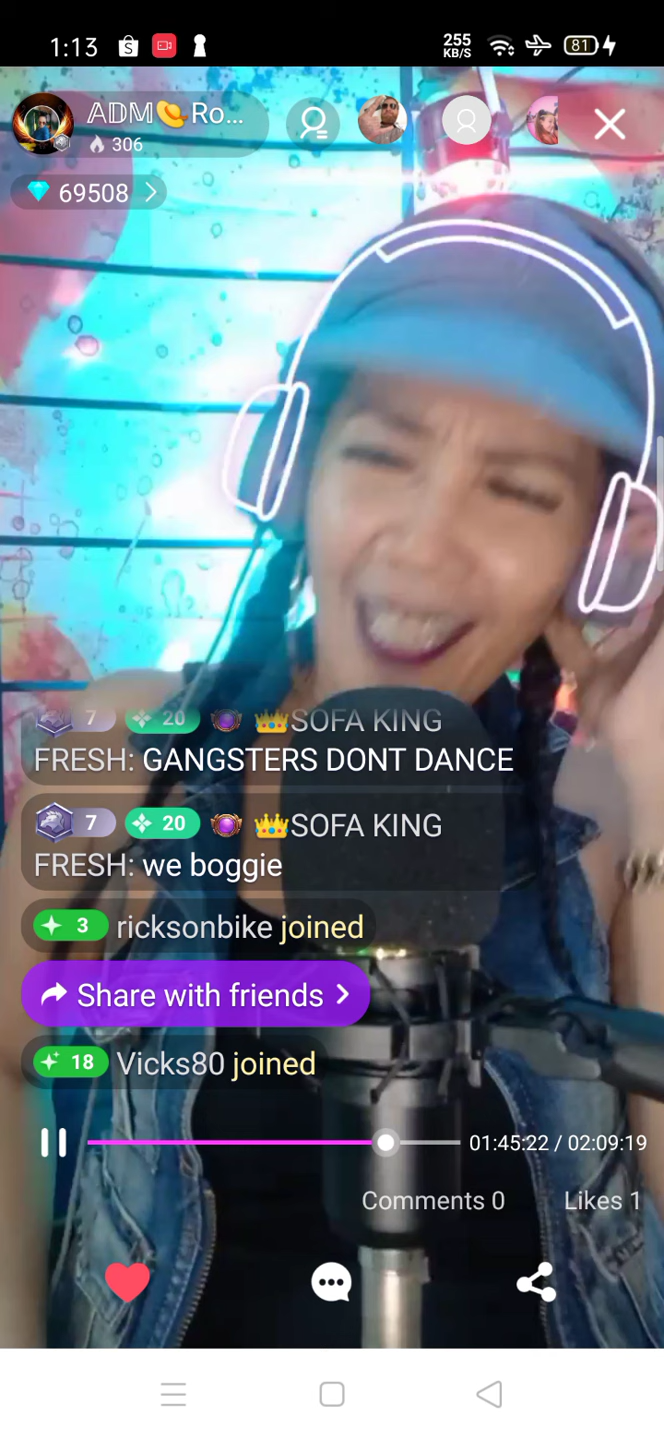 1:13
255
KB/S
81
𝔸𝔻𝕄👒Ro...
306
69508
7 20 👑SOFA KING
FRESH: GANGSTERS DONT DANCE
7 20 👑SOFA KING
FRESH: we boggie
3 ricksonbike joined
Share with friends
18 Vicks80 joined
01:45:22 / 02:09:19
Comments 0 Likes 1